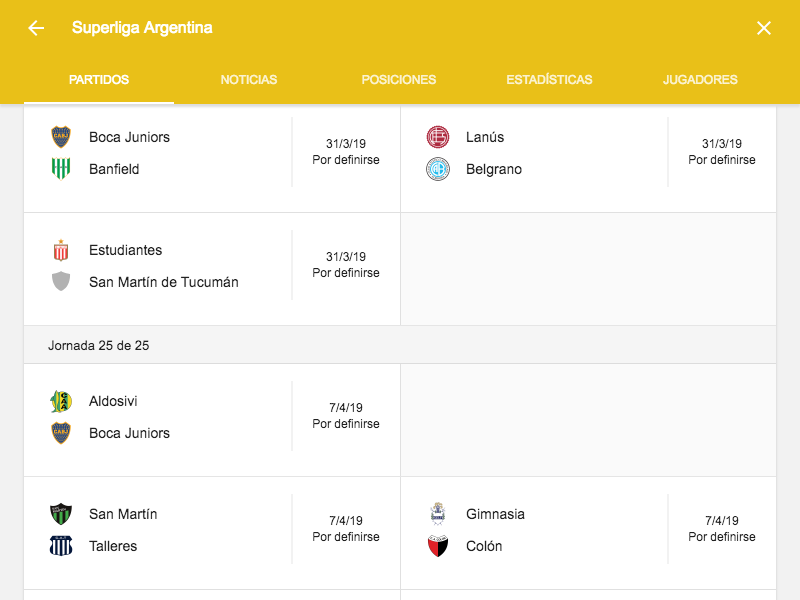 Superliga Argentina
PARTIDOS
NOTICIAS
POSICIONES
ESTADÍSTICAS
JUGADORES
Boca Juniors
Banfield
31/3/19
Por definirse
Lanús
Belgrano
31/3/19
Por definirse
Estudiantes
San Martín de Tucumán
31/3/19
Por definirse
Jornada 25 de 25
Aldosivi
Boca Juniors
7/4/19
Por definirse
San Martín
Talleres
7/4/19
Por definirse
Gimnasia
Colón
7/4/19
Por definirse